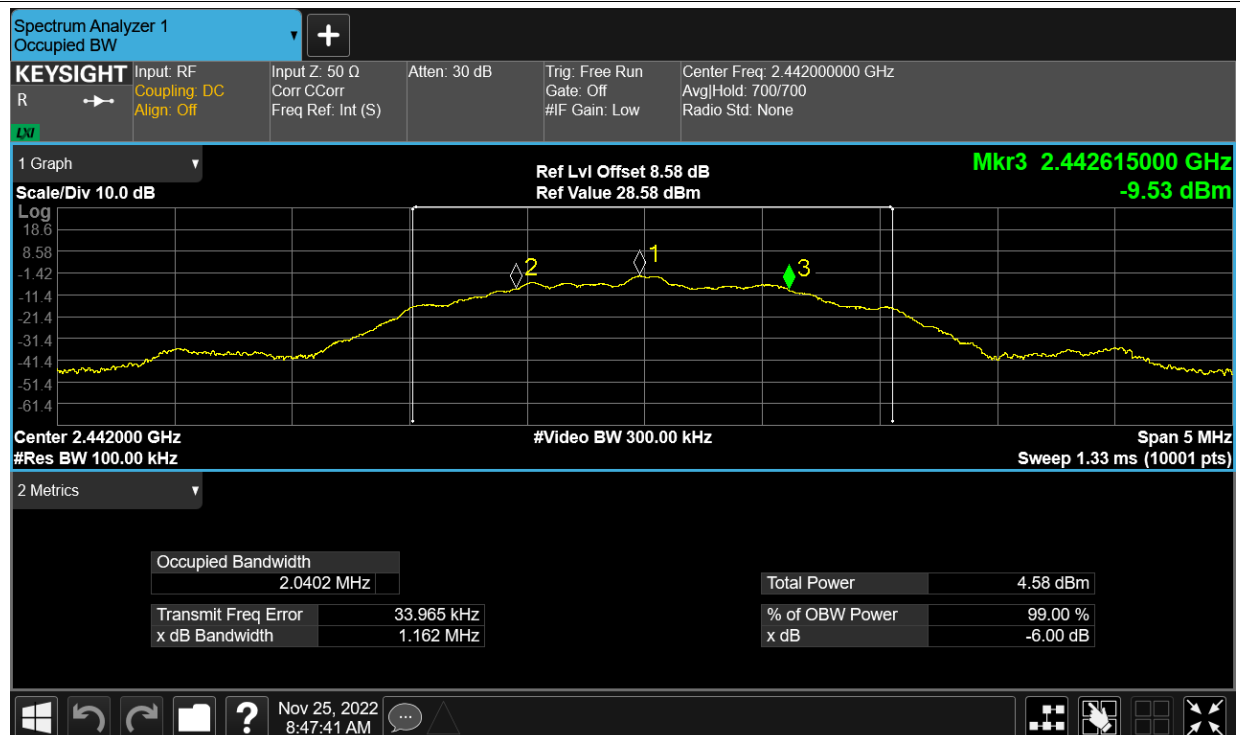 Spectrum Analyzer 1
Occupied BW
KEYSIGHT
R
LXI
Input: RF
Coupling: DC
Align: Off
Input Z: 50 Ω
Corr CCorr
Freq Ref: Int (S)
Atten: 30 dB
Trig: Free Run
Gate: Off
#IF Gain: Low
Center Freq: 2.442000000 GHz
Avg|Hold: 700/700
Radio Std: None
1 Graph
Scale/Div 10.0 dB
Ref Lvl Offset 8.58 dB
Ref Value 28.58 dBm
Mkr3 2.442615000 GHz
-9.53 dBm
Log
18.6
8.58
-1.42
-11.4
-21.4
-31.4
-41.4
-51.4
-61.4
2
1
3
Center 2.442000 GHz
#Res BW 100.00 kHz
#Video BW 300.00 kHz
Span 5 MHz
Sweep 1.33 ms (10001 pts)
2 Metrics
Occupied Bandwidth
2.0402 MHz
Transmit Freq Error 33.965 kHz
x dB Bandwidth 1.162 MHz
Total Power 4.58 dBm
% of OBW Power 99.00 %
x dB -6.00 dB
Nov 25, 2022
8:47:41 AM